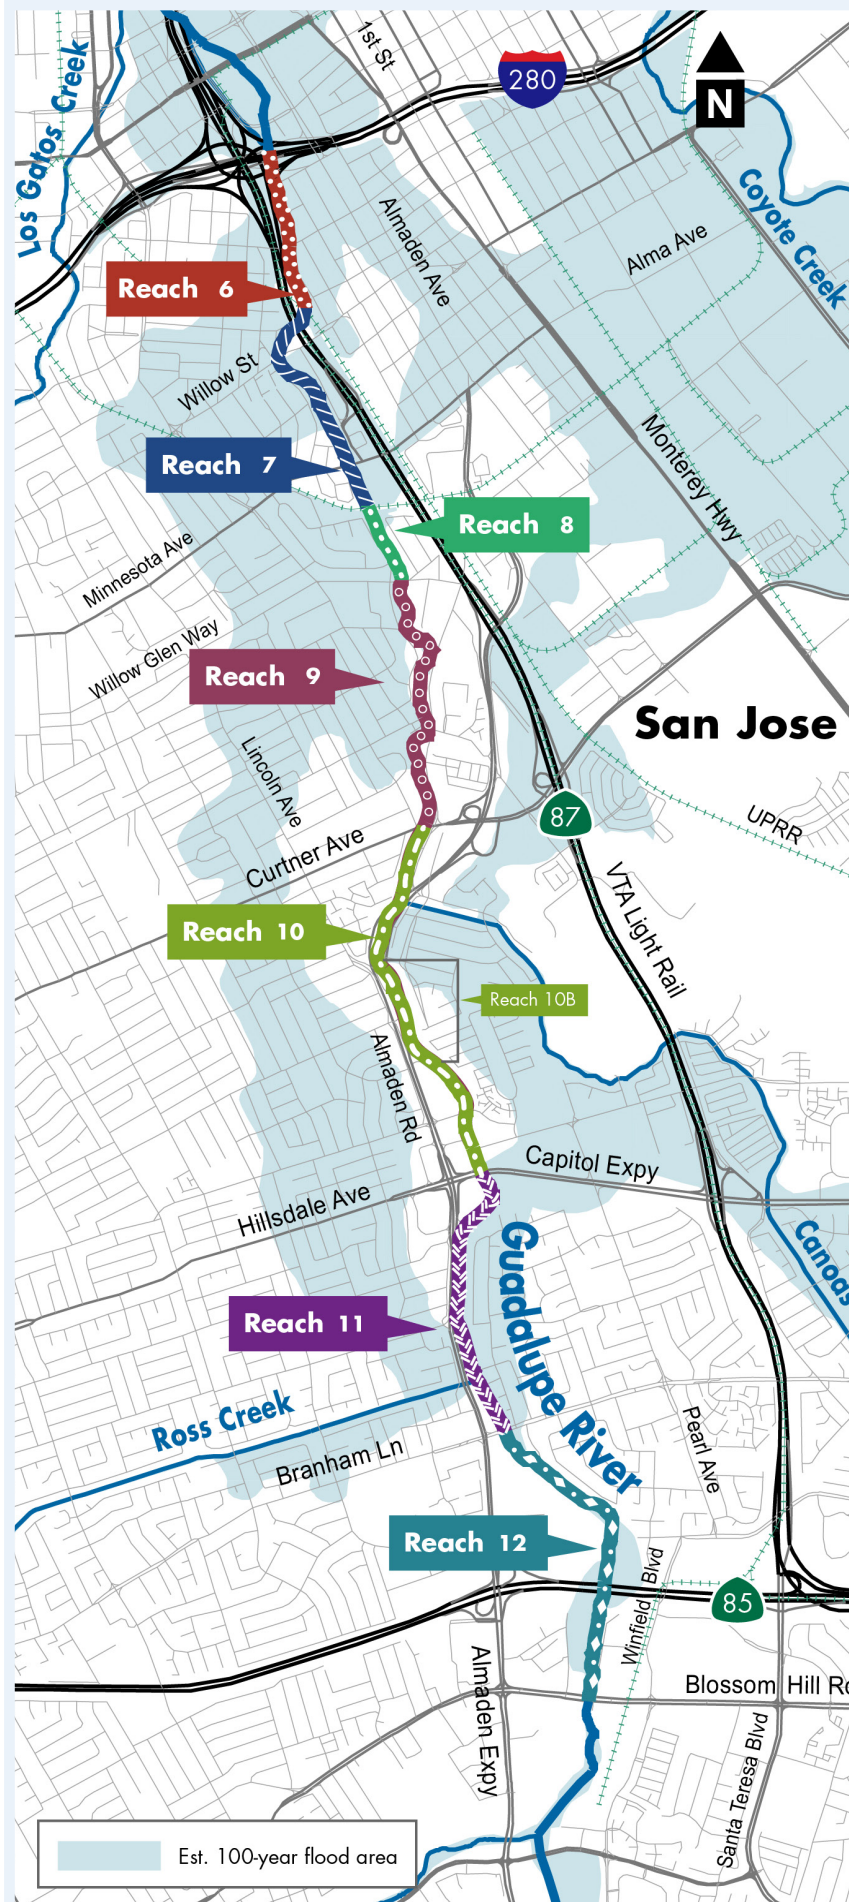 1st St
280
N
Los Gatos Creek
Coyote Creek
Almaden Ave
Alma Ave
Reach 6
Willow St
Monterey Hwy
Reach 7
Reach 8
Minnesota Ave
Willow Glen Way
Reach 9
San Jose
Lincoln Ave
87
UPRR
Curtner Ave
VTA Light Rail
Reach 10
Reach 10B
Almaden Rd
Capitol Expy
Hillsdale Ave
Guadalupe River
Canoas
Reach 11
Ross Creek
Branham Ln
Pearl Ave
Reach 12
Winfield Blvd
85
Almaden Expy
Blossom Hill Rd
Santa Teresa Blvd
Est. 100-year flood area